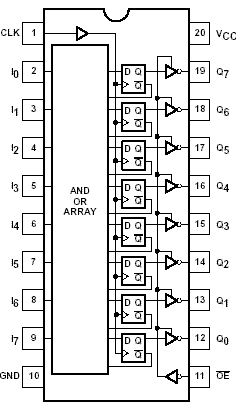 CLK 1 20 VCC
I0 2 D Q Q 19 Q7
I1 3 D Q Q 18 Q6
I2 4 D Q Q 17 Q5
I3 5 D Q Q 16 Q4
AND
OR
ARRAY
I4 6 D Q Q 15 Q3
I5 7 D Q Q 14 Q2
I6 8 D Q Q 13 Q1
I7 9 D Q Q 12 Q0
GND 10 11 OE